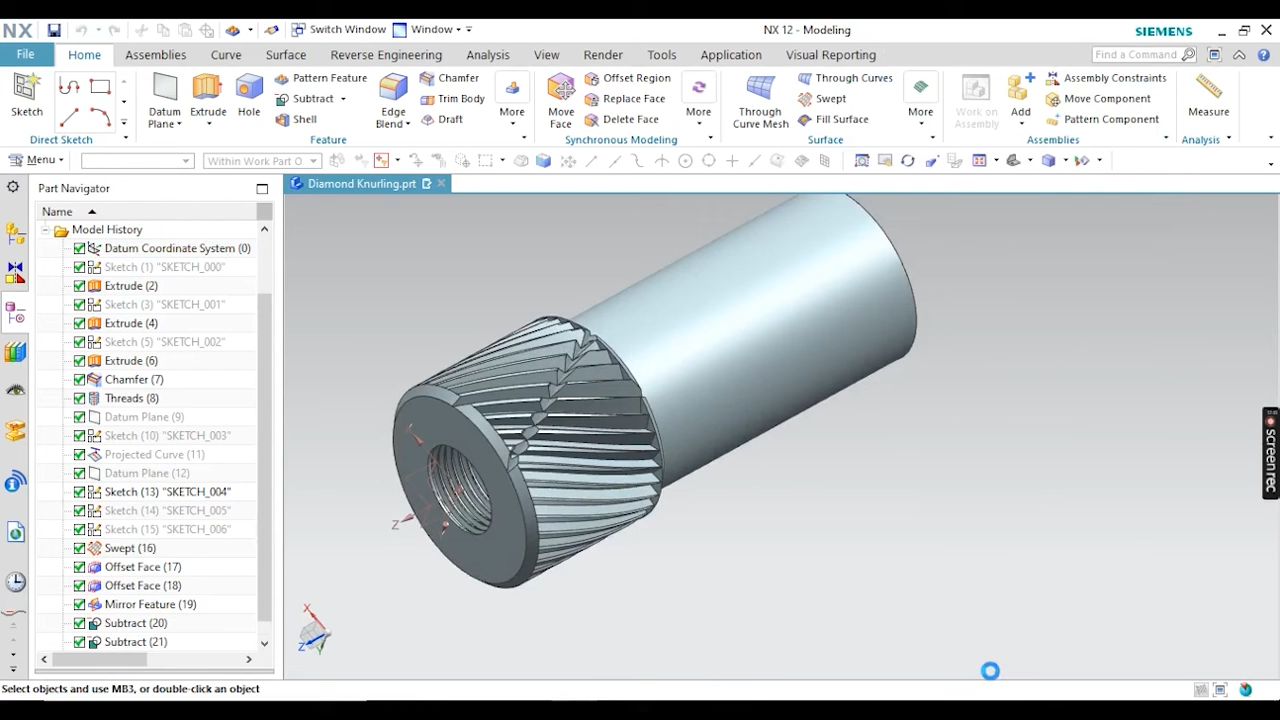 NX
Switch Window
Window
NX 12 - Modeling
SIEMENS
File
Home
Assemblies
Curve
Surface
Reverse Engineering
Analysis
View
Render
Tools
Application
Visual Reporting
Find a Command
Sketch
Direct Sketch
Datum
Plane
Extrude
Hole
Pattern Feature
Subtract
Shell
Edge
Blend
Chamfer
Trim Body
Draft
More
Feature
Move
Face
Offset Region
Replace Face
Delete Face
More
Synchronous Modeling
Through
Curve Mesh
Through Curves
Swept
Fill Surface
More
Surface
Work on
Assembly
Add
Assembly Constraints
Move Component
Pattern Component
Assemblies
Measure
Analysis
Menu
Within Work Part O
Part Navigator
Diamond Knurling.prt
Name
Model History
Datum Coordinate System (0)
Sketch (1) "SKETCH_000"
Extrude (2)
Sketch (3) "SKETCH_001"
Extrude (4)
Sketch (5) "SKETCH_002"
Extrude (6)
Chamfer (7)
Threads (8)
Datum Plane (9)
Sketch (10) "SKETCH_003"
Projected Curve (11)
Datum Plane (12)
Sketch (13) "SKETCH_004"
Sketch (14) "SKETCH_005"
Sketch (15) "SKETCH_006"
Swept (16)
Offset Face (17)
Offset Face (18)
Mirror Feature (19)
Subtract (20)
Subtract (21)
Z
X
Z
Y
screenrec
Select objects and use MB3, or double-click an object